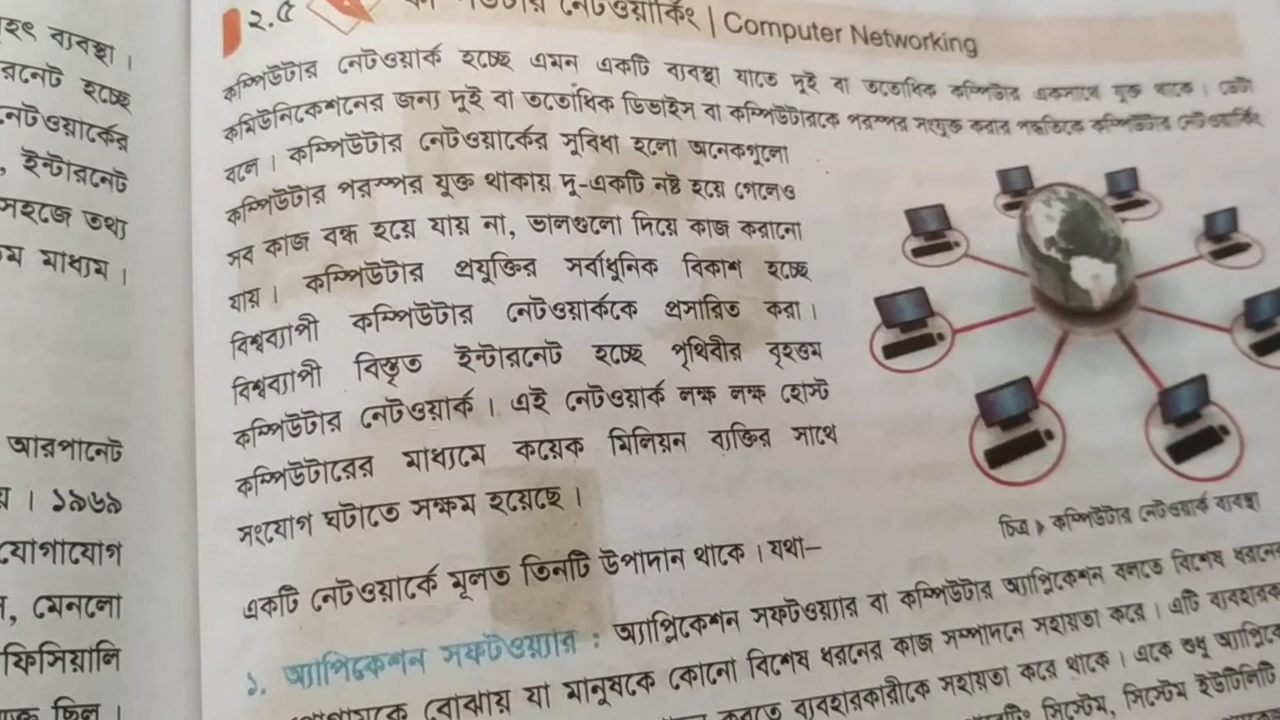 হৎ ব্যবস্থা।
রনেট হচ্ছে
নেটওয়ার্কের
, ইন্টারনেট
সহজে তথ্য
ম মাধ্যম।
আরপানেট
য়। ১৯৬৯
যোগাযোগ
, মেনলো
ফিসিয়ালি
ছিল।
২.৫ নেটওয়ার্কিং | Computer Networking
কম্পিউটার নেটওয়ার্ক হচ্ছে এমন একটি ব্যবস্থা যাতে দুই বা ততোধিক কম্পিউটার একসাথে যুক্ত থাকে। ডেটা
কমিউনিকেশনের জন্য দুই বা ততোধিক ডিভাইস বা কম্পিউটারকে পরস্পর সংযুক্ত করার পদ্ধতিকে কম্পিউটার নেটওয়ার্কিং
বলে। কম্পিউটার নেটওয়ার্কের সুবিধা হলো অনেকগুলো
কম্পিউটার পরস্পর যুক্ত থাকায় দু-একটি নষ্ট হয়ে গেলেও
সব কাজ বন্ধ হয়ে যায় না, ভালগুলো দিয়ে কাজ করানো
যায়। কম্পিউটার প্রযুক্তির সর্বাধুনিক বিকাশ হচ্ছে
বিশ্বব্যাপী কম্পিউটার নেটওয়ার্ককে প্রসারিত করা।
বিশ্বব্যাপী বিস্তৃত ইন্টারনেট হচ্ছে পৃথিবীর বৃহত্তম
কম্পিউটার নেটওয়ার্ক। এই নেটওয়ার্ক লক্ষ লক্ষ হোস্ট
কম্পিউটারের মাধ্যমে কয়েক মিলিয়ন ব্যক্তির সাথে
সংযোগ ঘটাতে সক্ষম হয়েছে।
চিত্র ▶ কম্পিউটার নেটওয়ার্ক ব্যবস্থা
একটি নেটওয়ার্কে মূলত তিনটি উপাদান থাকে। যথা—
১. অ্যাপ্লিকেশন সফটওয়্যার : অ্যাপ্লিকেশন সফটওয়্যার বা কম্পিউটার অ্যাপ্লিকেশন বলতে বিশেষ ধরনের
বোঝায় যা মানুষকে কোনো বিশেষ ধরনের কাজ সম্পাদনে সহায়তা করে। এটি ব্যবহারক
করতে ব্যবহারকারীকে সহায়তা করে থাকে। একে শুধু অ্যাপ্লিকে
সিস্টেম, সিস্টেম ইউটিলিটি